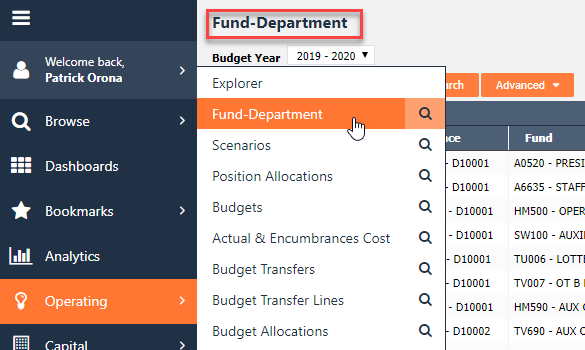 Fund-Department
Budget Year 2019 - 2020
Welcome back,
Patrick Orona
Browse
Dashboards
Bookmarks
Analytics
Operating
Capital
Explorer
Fund-Department
Scenarios
Position Allocations
Budgets
Actual & Encumbrances Cost
Budget Transfers
Budget Transfer Lines
Budget Allocations
rch Advanced
ce Fund
- D10001 A0520 - PRESI
- D10001 A6635 - STAFF
- D10001 HM500 - OPER
- D10001 SW100 - AUXI
- D10001 TU006 - LOTTE
- D10001 TV007 - OT B
- D10001 HM590 - AUX O
- D10002 TV690 - AUX O